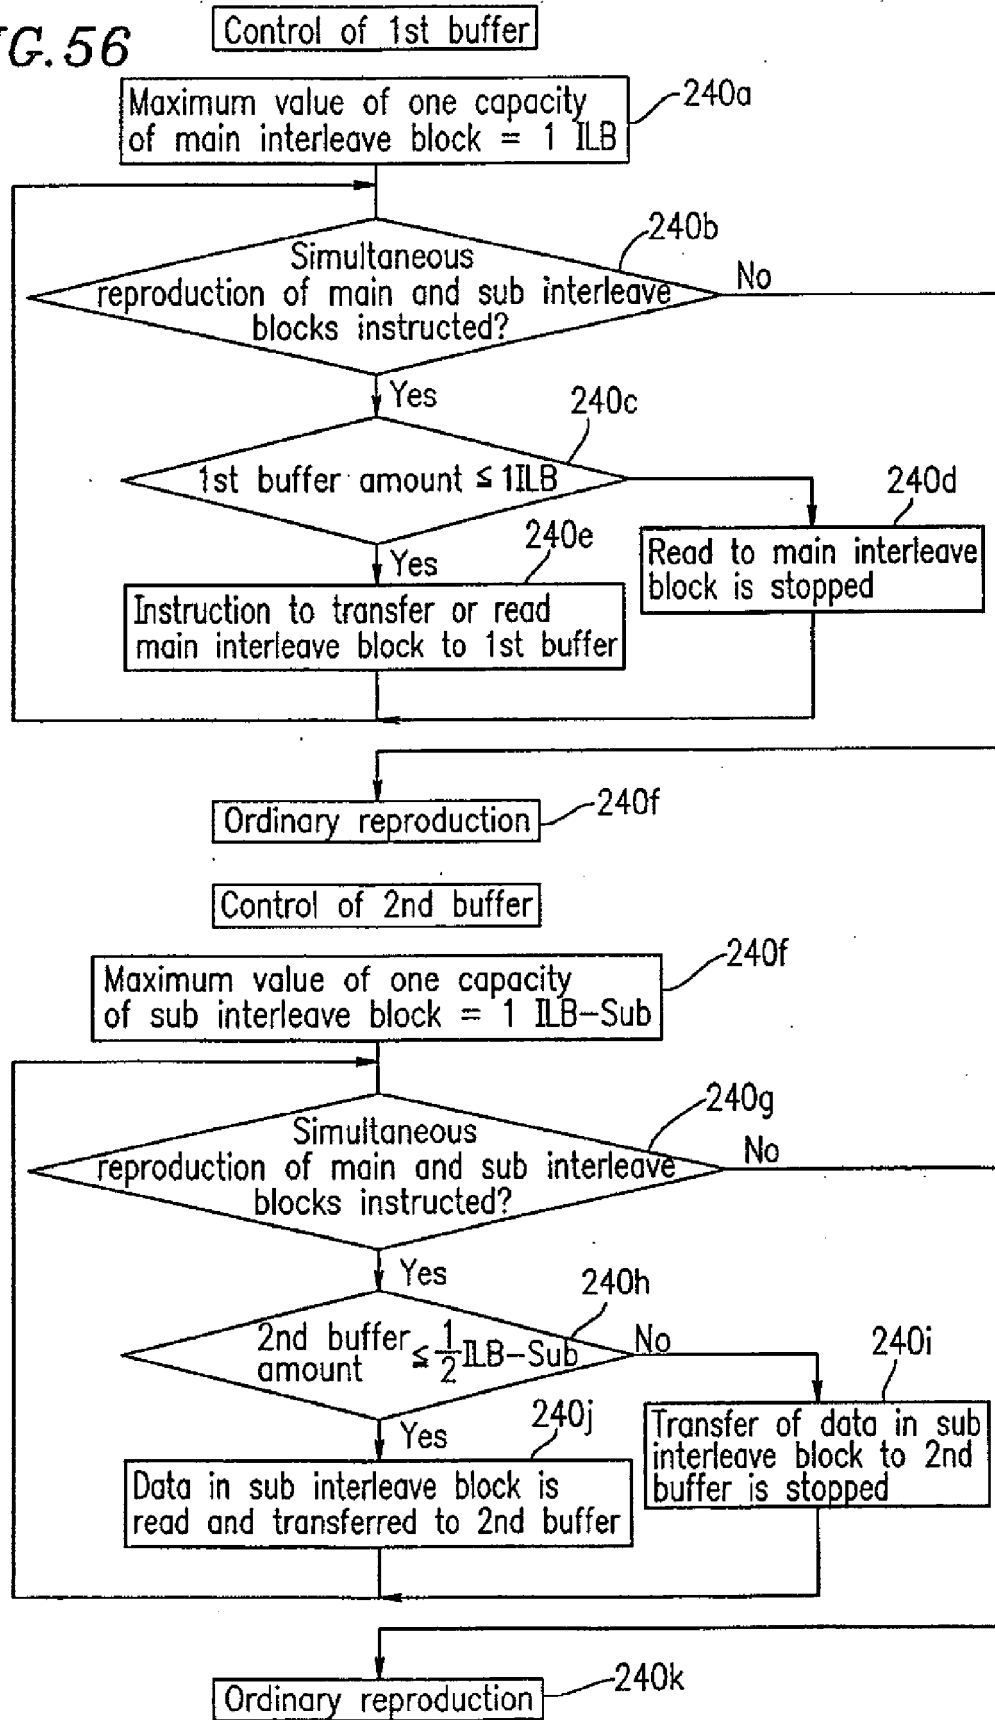 IG. 56
Control of 1st buffer
240a
Maximum value of one capacity
of main interleave block = 1 ILB
240b
Simultaneous
reproduction of main and sub interleave
blocks instructed?
No
Yes
240c
1st buffer amount ≦ 1ILB
240d
Read to main interleave
block is stopped
240e
Yes
Instruction to transfer or read
main interleave block to 1st buffer
Ordinary reproduction
240f
Control of 2nd buffer
240f
Maximum value of one capacity
of sub interleave block = 1 ILB-Sub
240g
Simultaneous
reproduction of main and sub interleave
blocks instructed?
No
Yes
240h
2nd buffer
amount ≦ 1/2 ILB-Sub
No
240i
Transfer of data in sub
interleave block to 2nd
buffer is stopped
240j
Yes
Data in sub interleave block is
read and transferred to 2nd buffer
Ordinary reproduction
240k